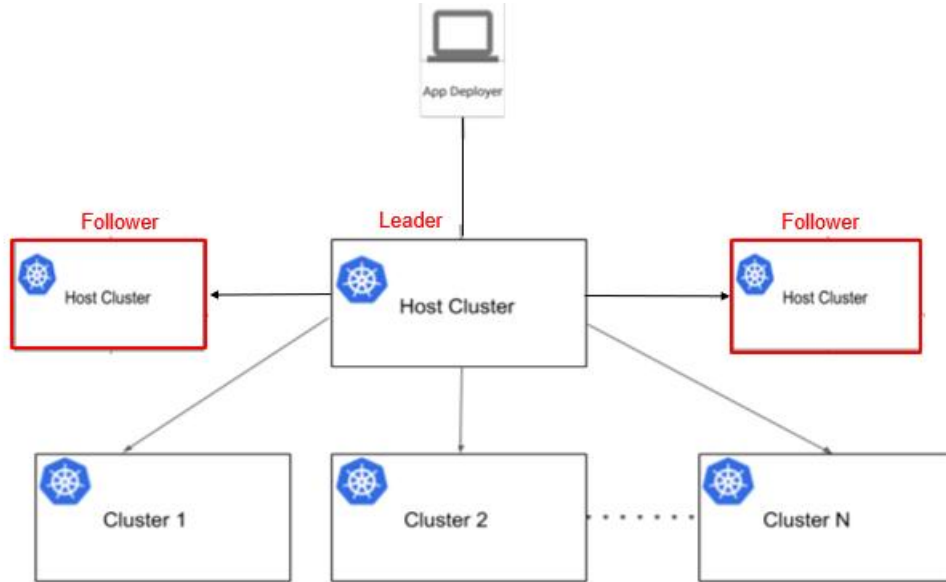 App Deployer
Follower
Leader
Follower
Host Cluster
Host Cluster
Host Cluster
Cluster 1
Cluster 2
Cluster N